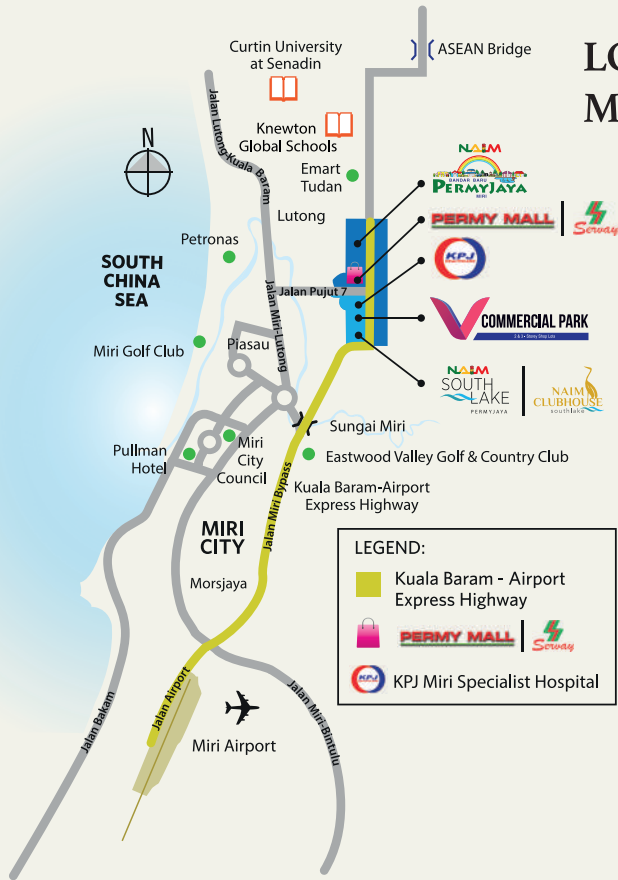 Curtin University
at Senadin
ASEAN Bridge
LO
M
Knewton
Global Schools
Jalan Lutong-Kuala Baram
N
Emart
Tudan
NAIM
BANDAR BARU
PERMYJAYA
MIRI
Lutong
PERMY MALL
Servay
Petronas
SOUTH
CHINA
SEA
KPJ
Jalan Pujut 7
Jalan Miri-Lutong
COMMERCIAL PARK
Miri Golf Club
Piasau
NAIM
SOUTH
LAKE
PERMYJAYA
NAIM
CLUBHOUSE
southlake
Sungai Miri
Pullman
Hotel
Miri
City
Council
Eastwood Valley Golf & Country Club
Kuala Baram-Airport
Express Highway
Jalan Miri Bypass
MIRI
CITY
Morsjaya
LEGEND:
Kuala Baram - Airport
Express Highway
PERMY MALL
Servay
KPJ
KPJ Miri Specialist Hospital
Jalan Airport
Jalan Bakam
Jalan Miri-Bintulu
Miri Airport